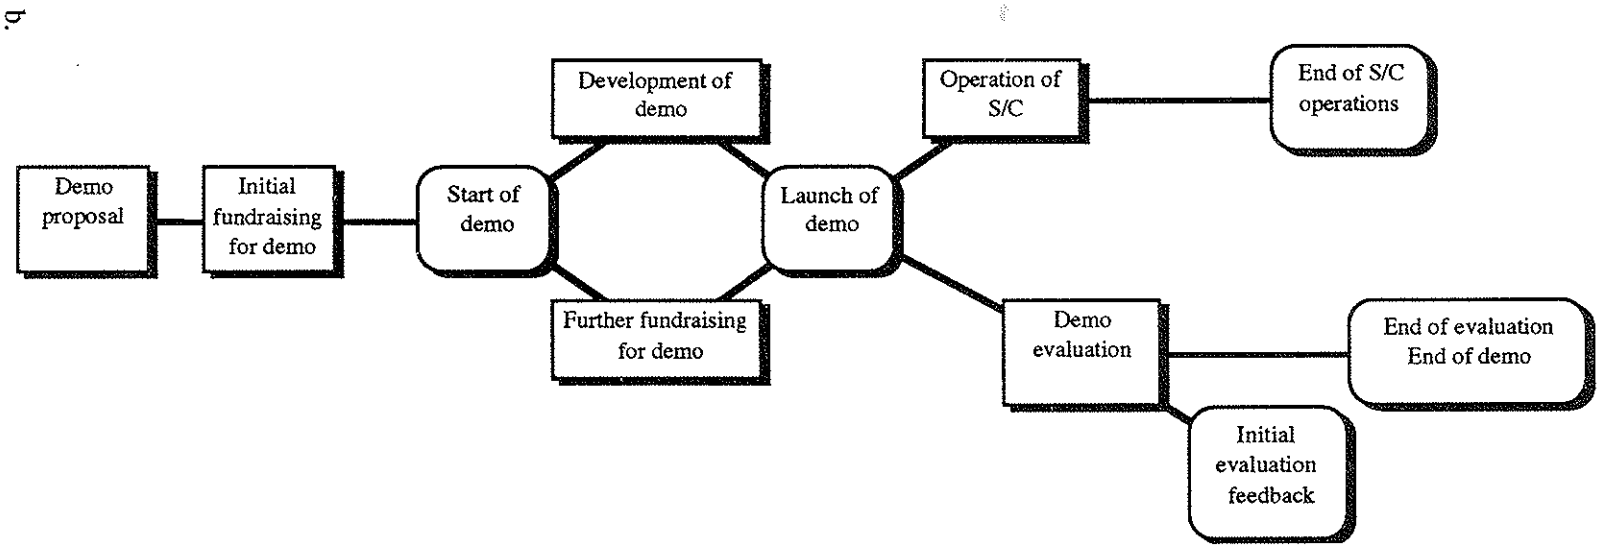 b.
Demo
proposal
Initial
fundraising
for demo
Start of
demo
Development of
demo
Further fundraising
for demo
Launch of
demo
Operation of
S/C
End of S/C
operations
Demo
evaluation
End of evaluation
End of demo
Initial
evaluation
feedback